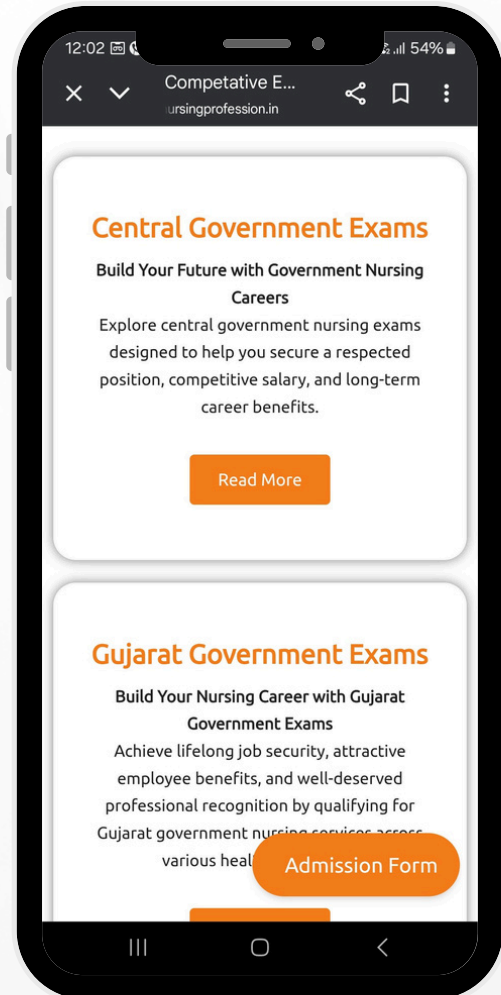 12:02
54%
Competative E...
ursingprofession.in
Central Government Exams
Build Your Future with Government Nursing
Careers
Explore central government nursing exams
designed to help you secure a respected
position, competitive salary, and long-term
career benefits.
Read More
Gujarat Government Exams
Build Your Nursing Career with Gujarat
Government Exams
Achieve lifelong job security, attractive
employee benefits, and well-deserved
professional recognition by qualifying for
Gujarat government nursing services across
various heal
Admission Form